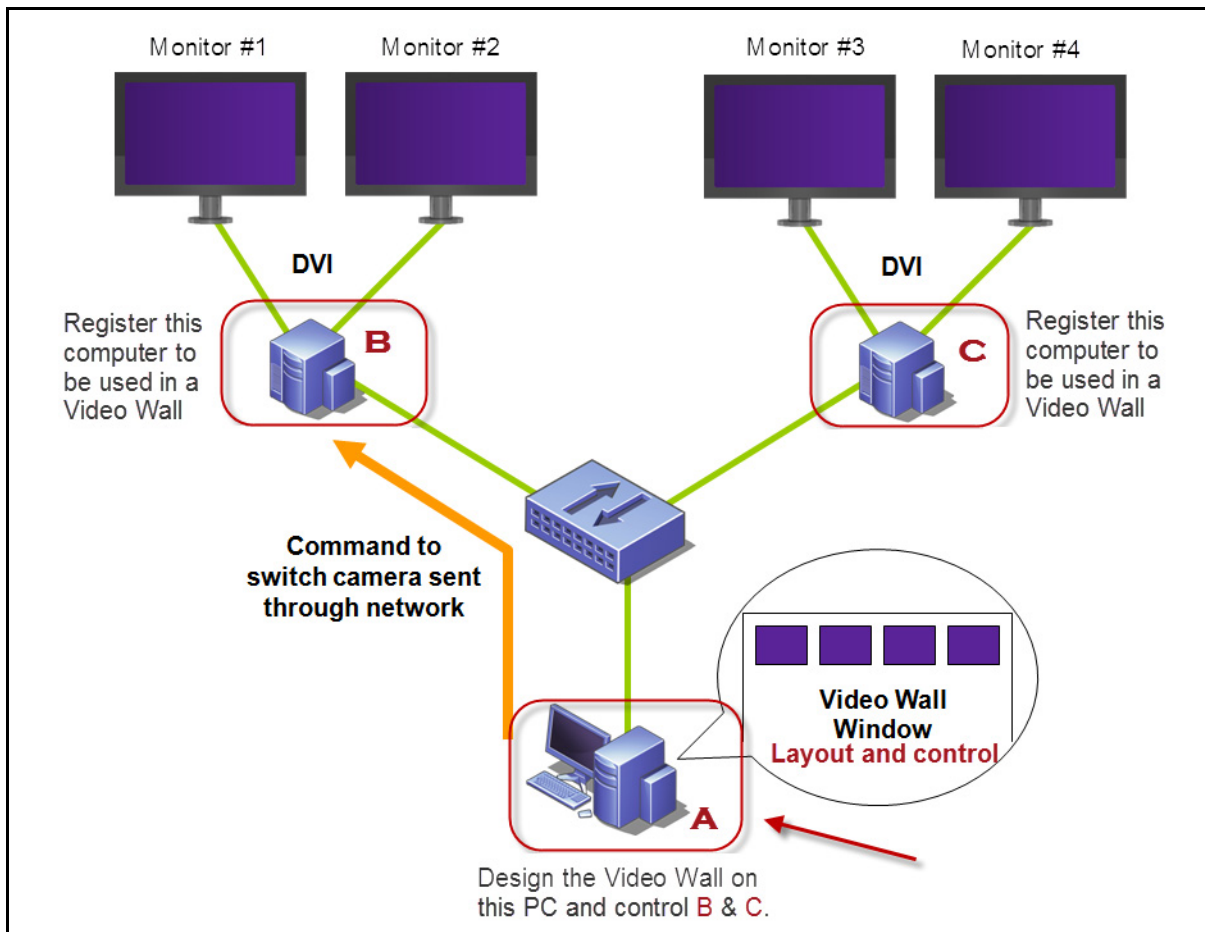 Monitor #1
Monitor #2
Monitor #3
Monitor #4
DVI
DVI
Register this
computer to
be used in a
Video Wall
B
C
Register this
computer to
be used in a
Video Wall
Command to
switch camera sent
through network
Video Wall
Window
Layout and control
A
Design the Video Wall on
this PC and control B & C.